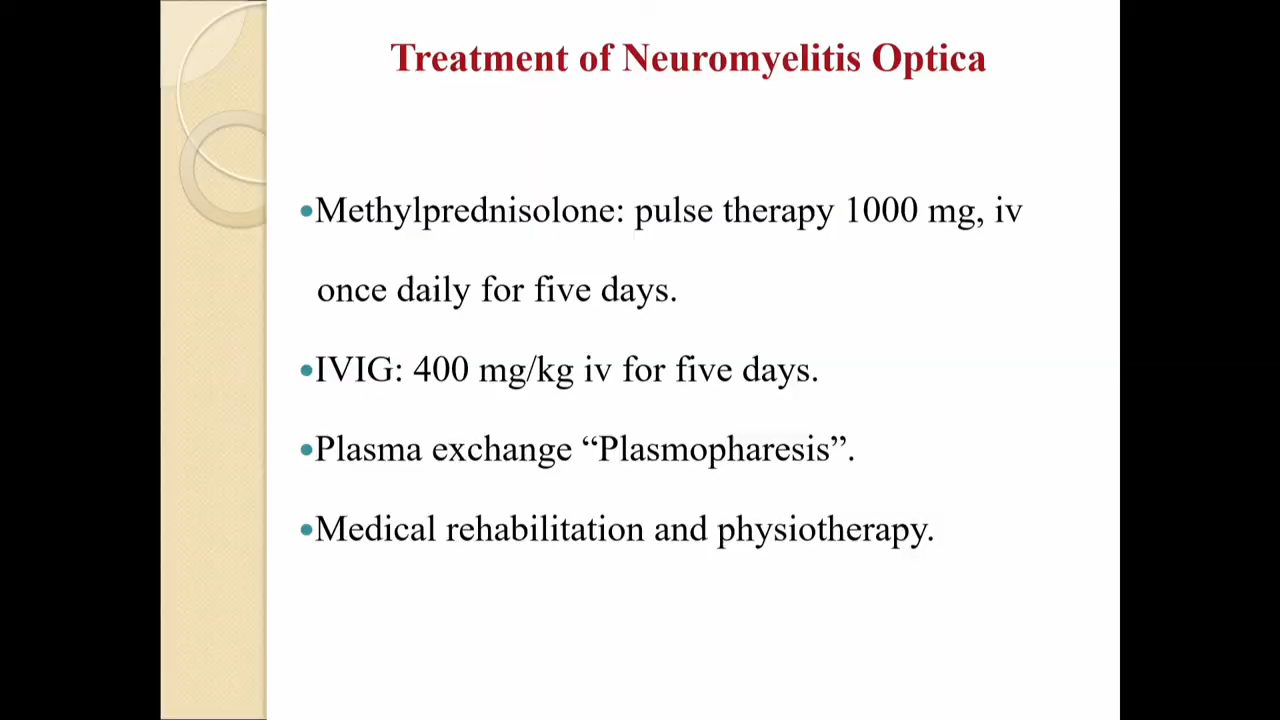 Treatment of Neuromyelitis Optica
•Methylprednisolone: pulse therapy 1000 mg, iv
once daily for five days.
•IVIG: 400 mg/kg iv for five days.
•Plasma exchange “Plasmopharesis”.
•Medical rehabilitation and physiotherapy.